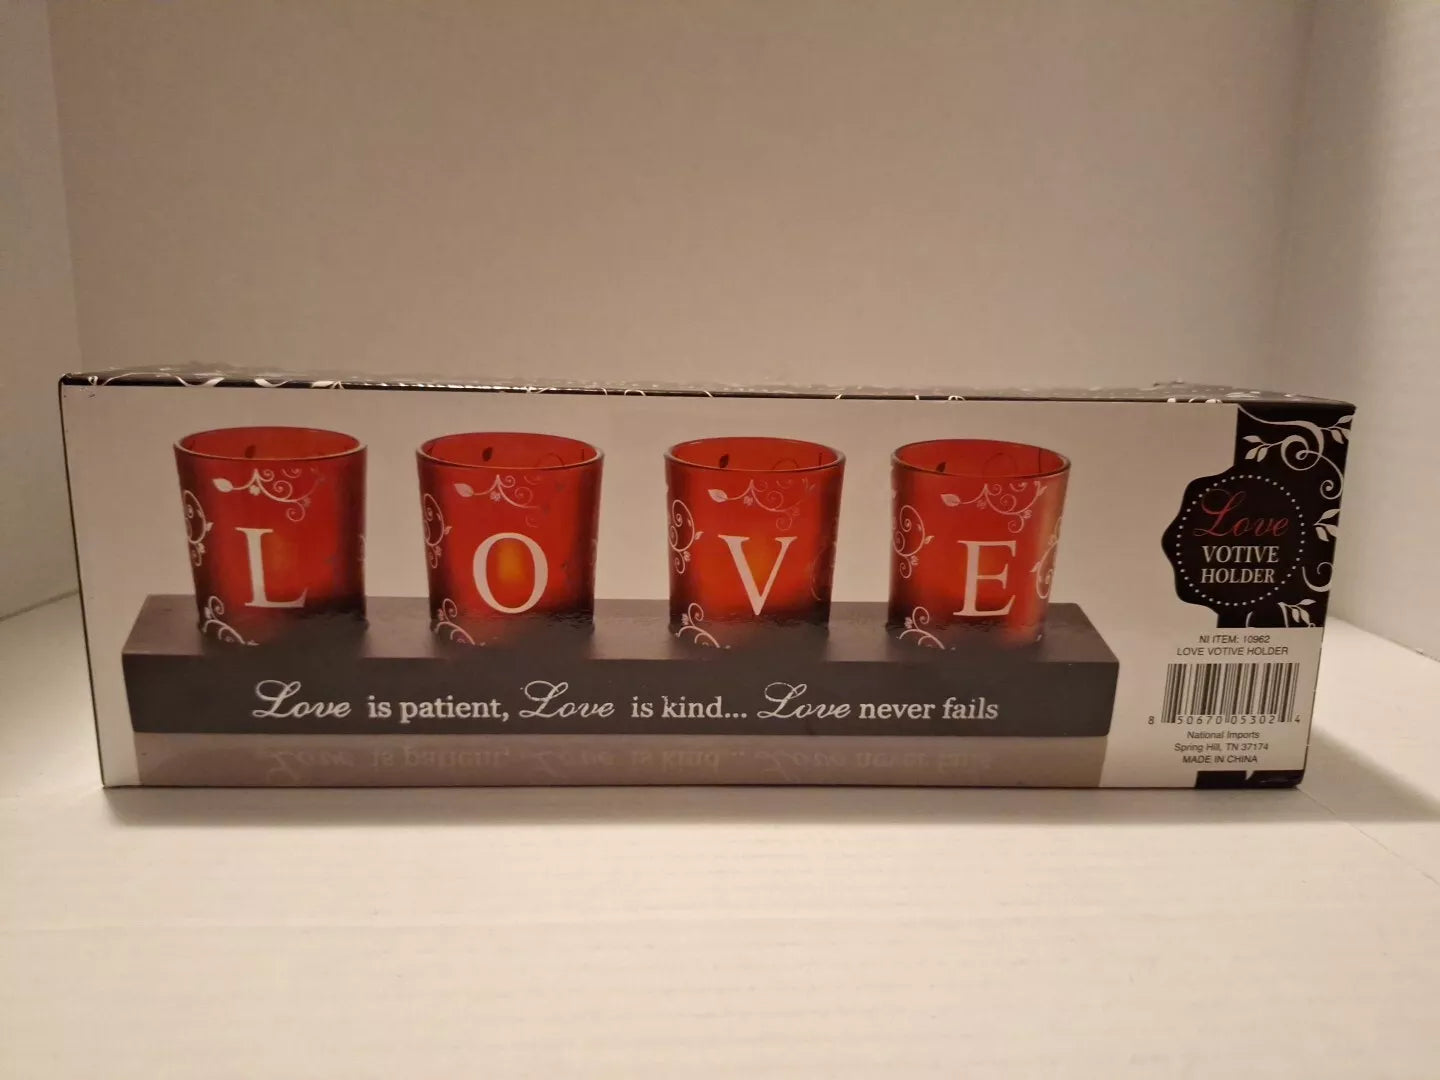 L O V E
Love is patient, Love is kind... Love never fails
Love
VOTIVE
HOLDER
NI ITEM: 10962
LOVE VOTIVE HOLDER
8 50670 05302 4
National Imports
Spring Hill, TN 37174
MADE IN CHINA